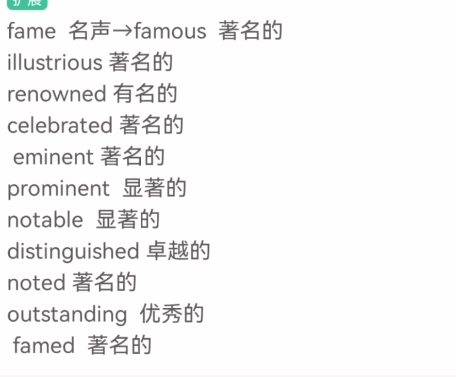 扩展
fame 名声→famous 著名的
illustrious 著名的
renowned 有名的
celebrated 著名的
eminent 著名的
prominent 显著的
notable 显著的
distinguished 卓越的
noted 著名的
outstanding 优秀的
famed 著名的